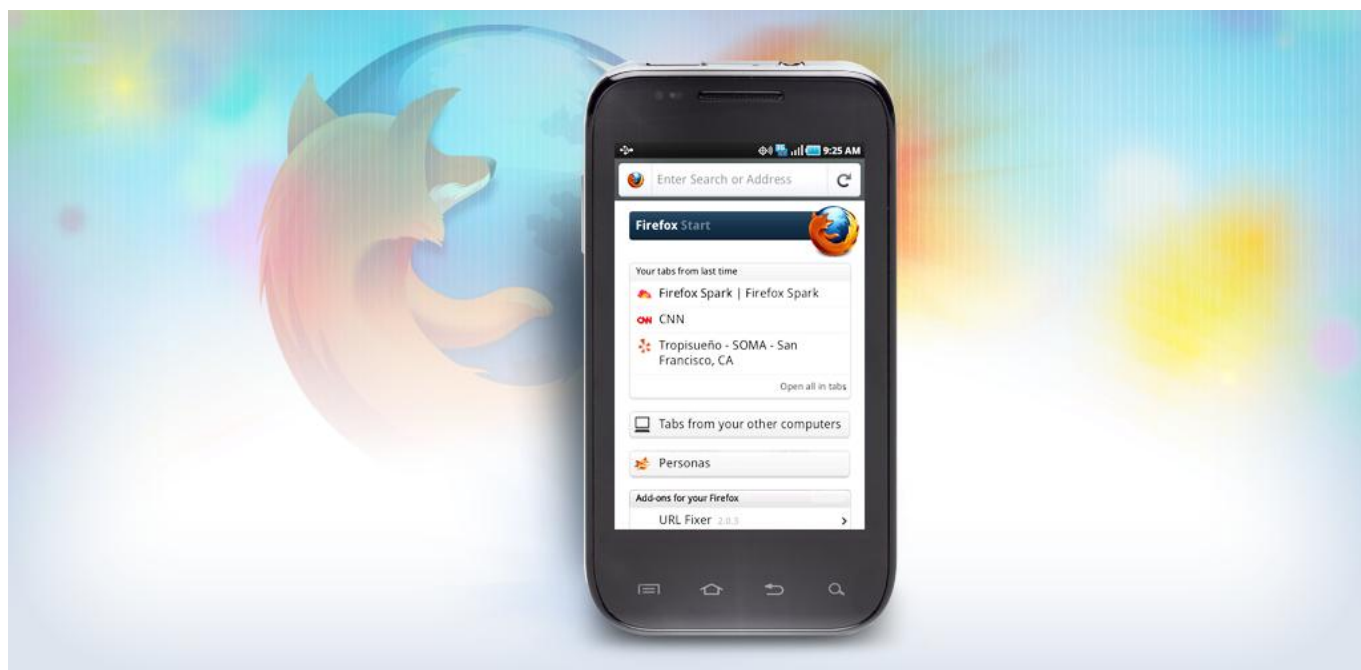 9:25 AM
Enter Search or Address
Firefox Start
Your tabs from last time
Firefox Spark | Firefox Spark
CNN CNN
Tropisueño - SOMA - San
Francisco, CA
Open all in tabs
Tabs from your other computers
Personas
Add-ons for your Firefox
URL Fixer 2.0.3